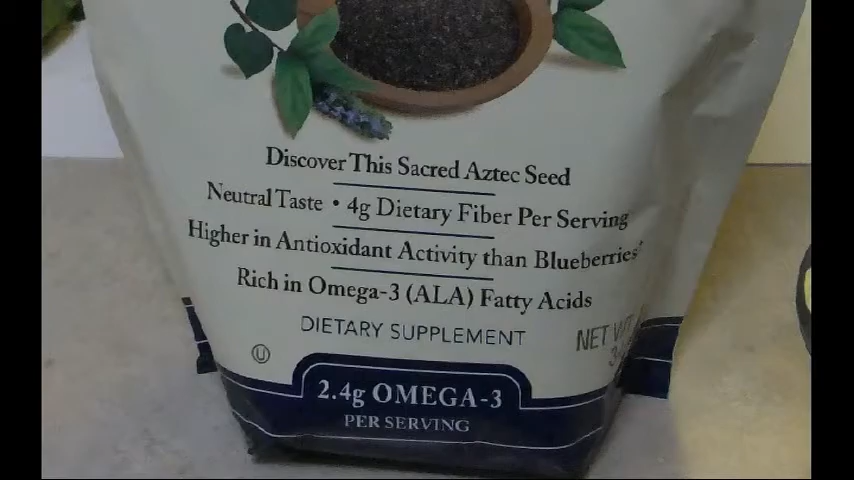 Discover This Sacred Aztec Seed
Neutral Taste • 4g Dietary Fiber Per Serving
Higher in Antioxidant Activity than Blueberries
Rich in Omega-3 (ALA) Fatty Acids
DIETARY SUPPLEMENT
NET
U
2.4g OMEGA-3
PER SERVING